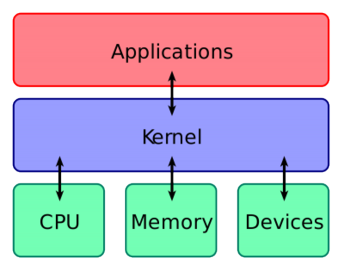 Applications
Kernel
CPU
Memory
Devices